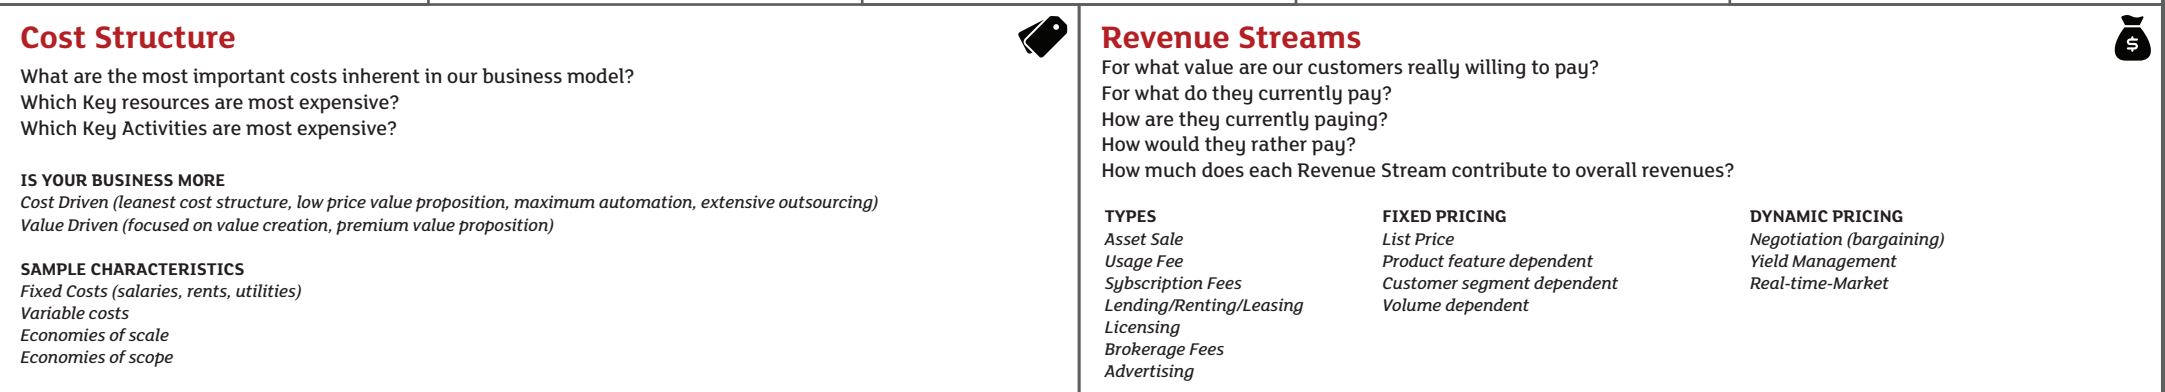 Cost Structure
What are the most important costs inherent in our business model?
Which Key resources are most expensive?
Which Key Activities are most expensive?
IS YOUR BUSINESS MORE
Cost Driven (leanest cost structure, low price value proposition, maximum automation, extensive outsourcing)
Value Driven (focused on value creation, premium value proposition)
SAMPLE CHARACTERISTICS
Fixed Costs (salaries, rents, utilities)
Variable costs
Economies of scale
Economies of scope
Revenue Streams
$
For what value are our customers really willing to pay?
For what do they currently pay?
How are they currently paying?
How would they rather pay?
How much does each Revenue Stream contribute to overall revenues?
TYPES
Asset Sale
Usage Fee
Sybscription Fees
Lending/Renting/Leasing
Licensing
Brokerage Fees
Advertising
FIXED PRICING
List Price
Product feature dependent
Customer segment dependent
Volume dependent
DYNAMIC PRICING
Negotiation (bargaining)
Yield Management
Real-time-Market